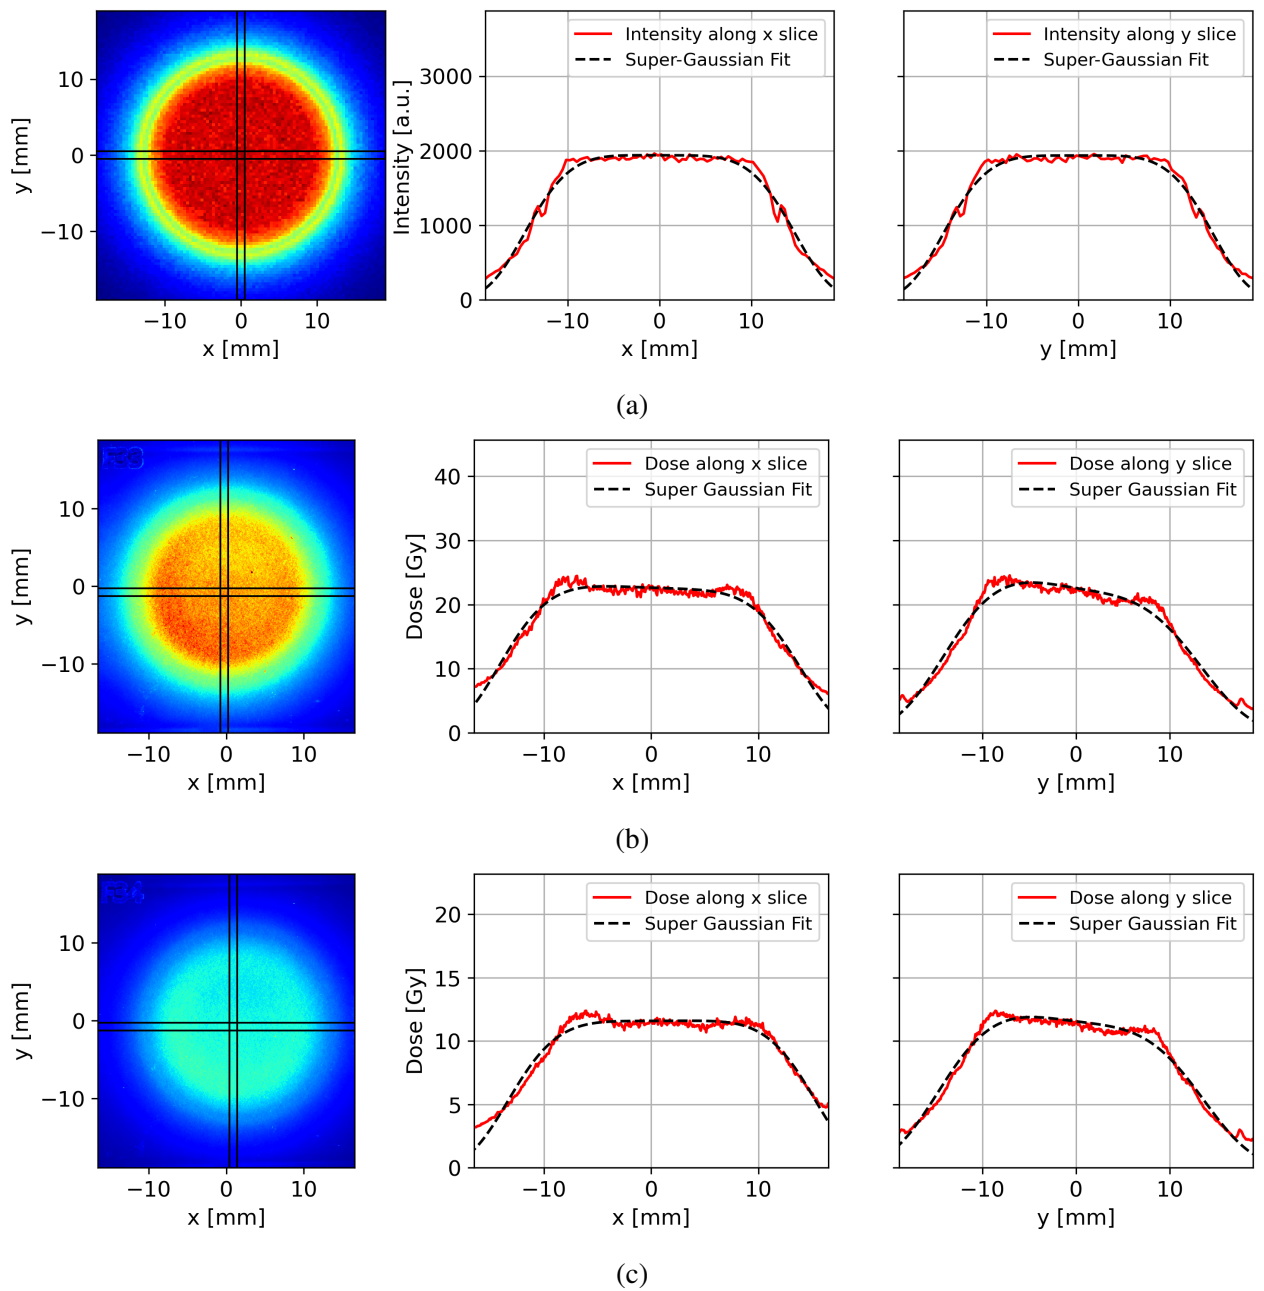 y [mm]
10
0
−10
−10 0 10
x [mm]
Intensity [a.u.]
3000
2000
1000
0
Intensity along x slice
Super-Gaussian Fit
−10 0 10
x [mm]
Intensity along y slice
Super-Gaussian Fit
−10 0 10
y [mm]
(a)
y [mm]
10
0
−10
−10 0 10
x [mm]
Dose [Gy]
40
30
20
10
0
Dose along x slice
Super Gaussian Fit
−10 0 10
x [mm]
Dose along y slice
Super Gaussian Fit
−10 0 10
y [mm]
(b)
y [mm]
10
0
−10
−10 0 10
x [mm]
Dose [Gy]
20
15
10
5
0
Dose along x slice
Super Gaussian Fit
−10 0 10
x [mm]
Dose along y slice
Super Gaussian Fit
−10 0 10
y [mm]
(c)